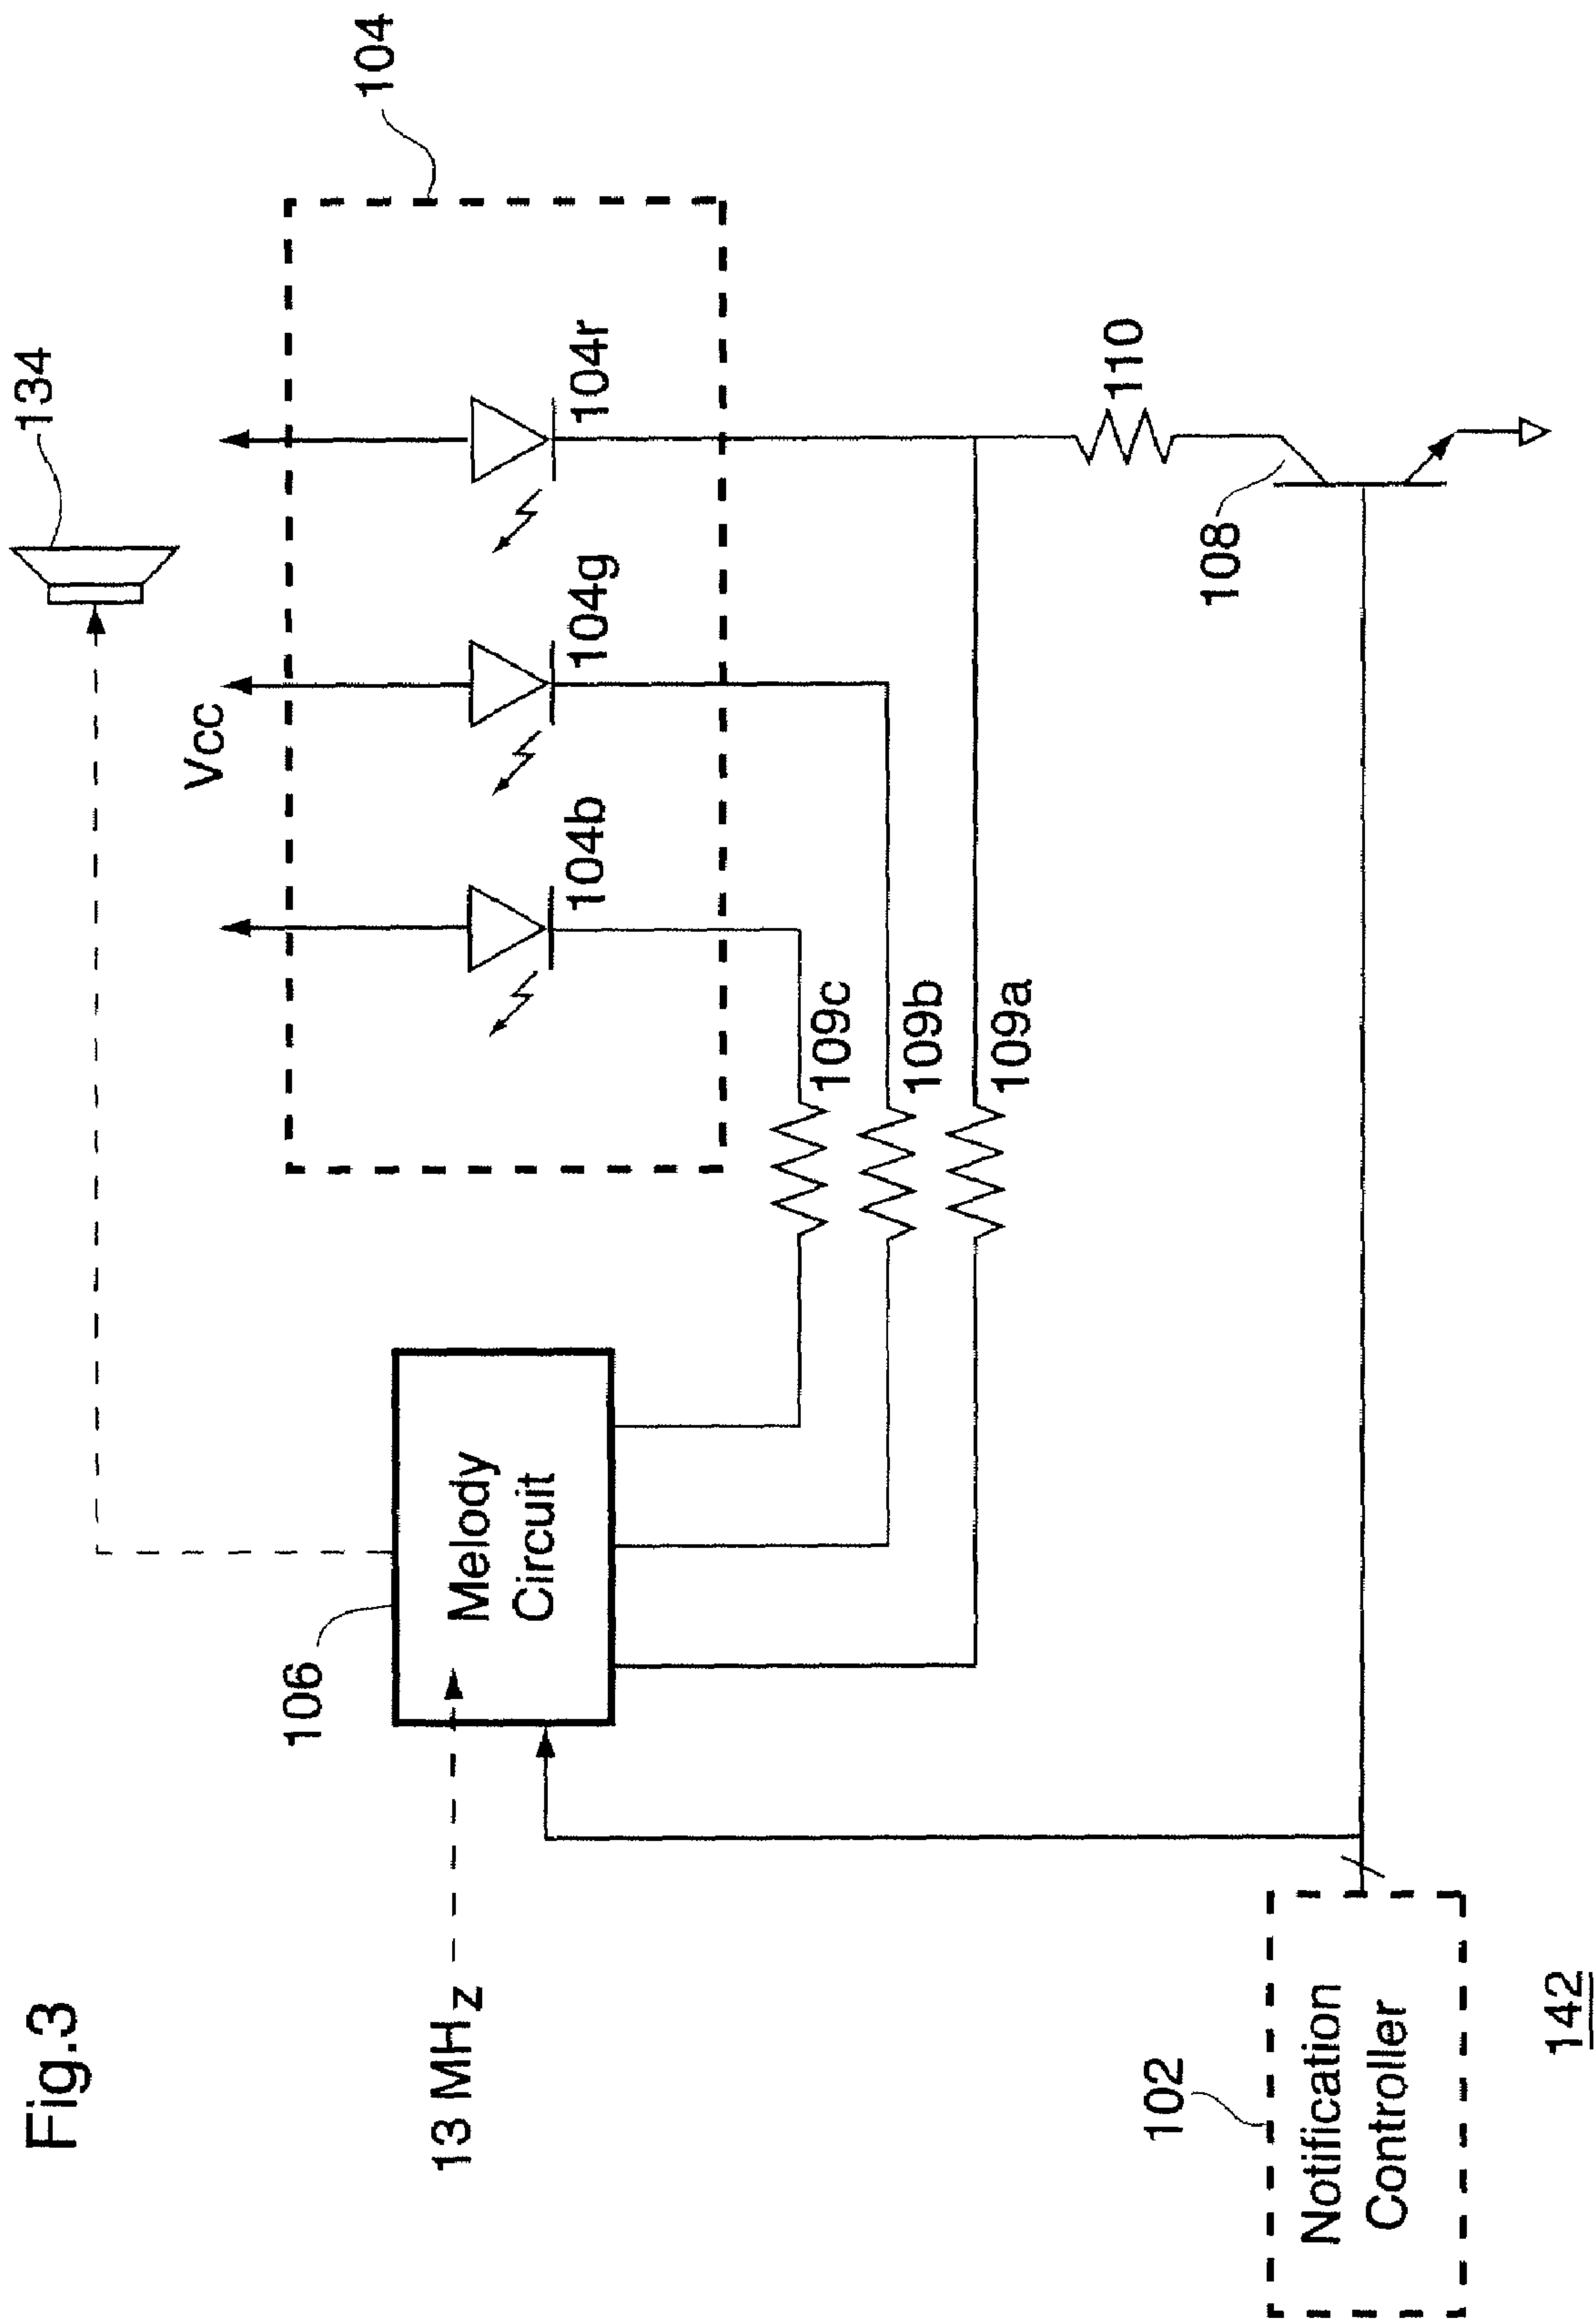 Fig.3
134
Vcc
104
106
13 MHz
Melody
Circuit
104b
104g
104r
109c
109b
109a
110
108
102
Notification
Controller
142